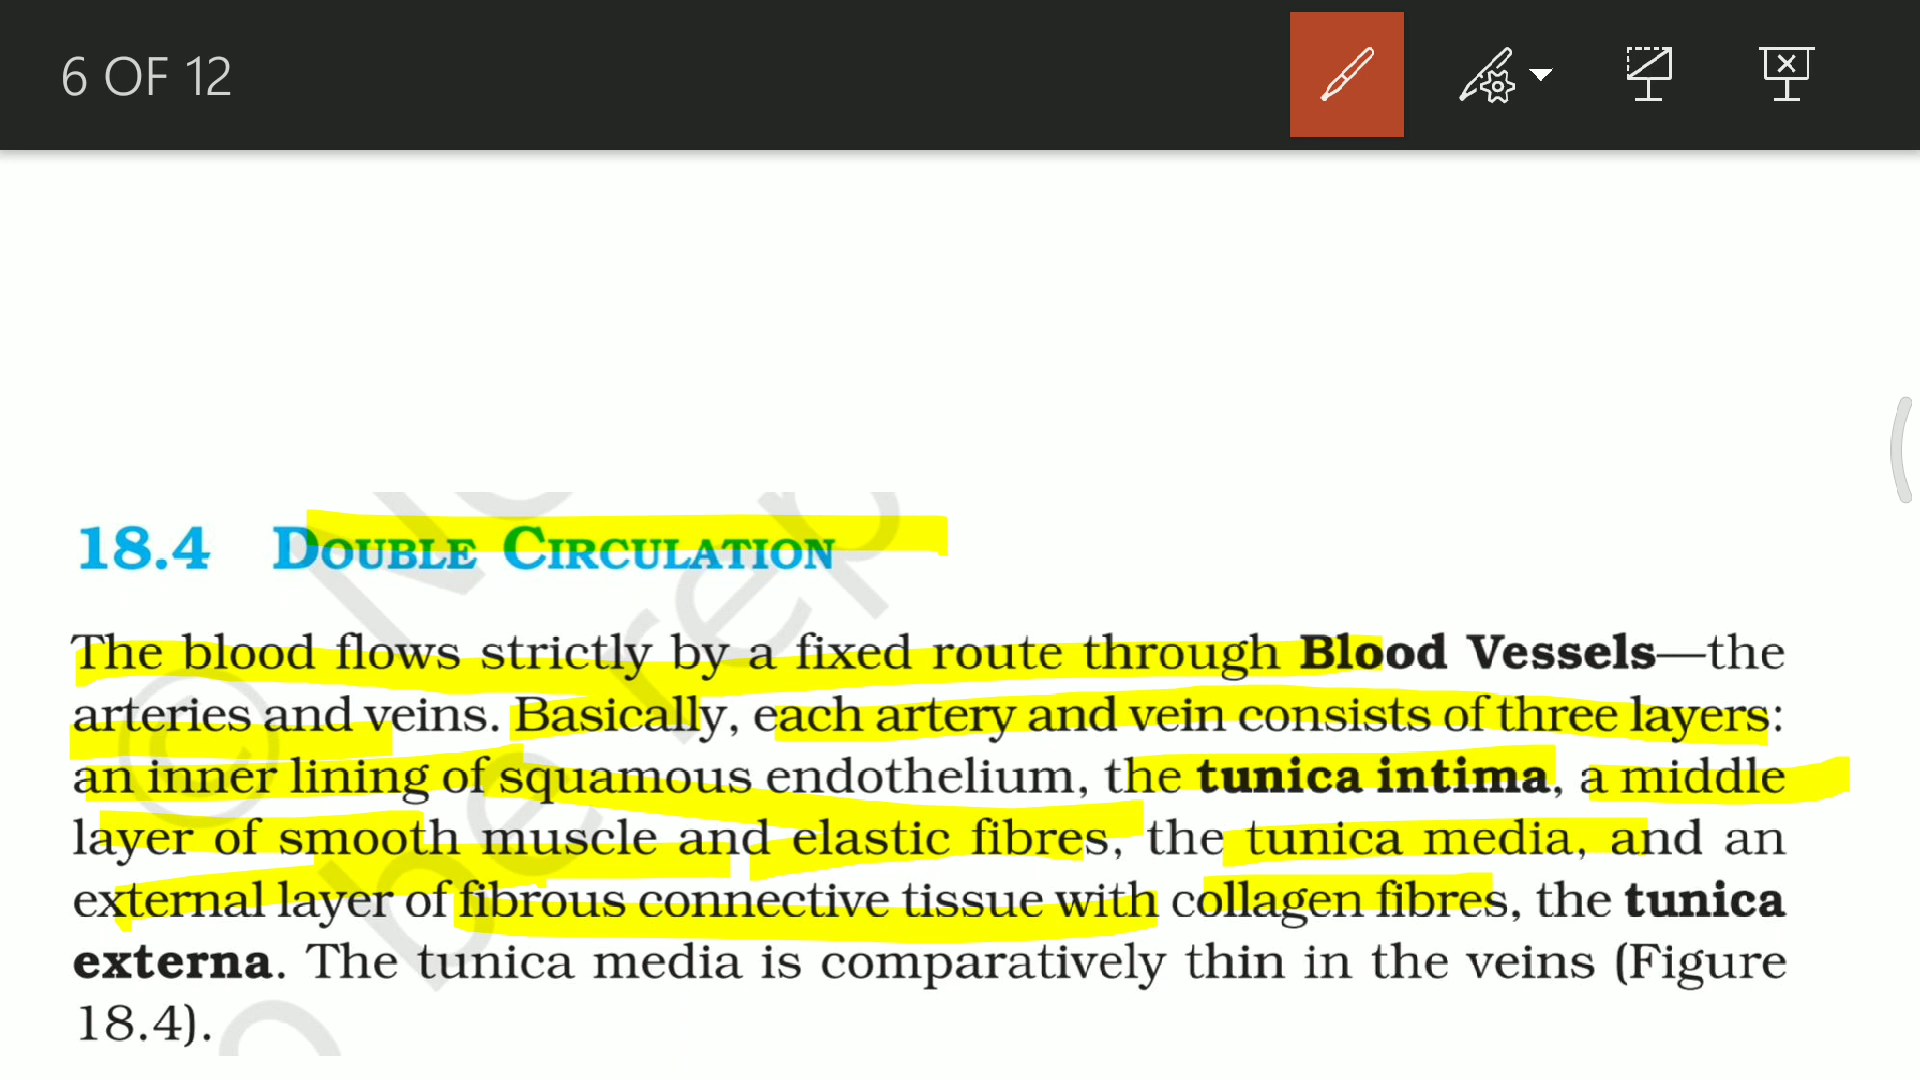 6 OF 12
18.4 DOUBLE CIRCULATION
The blood flows strictly by a fixed route through Blood Vessels—the
arteries and veins. Basically, each artery and vein consists of three layers:
an inner lining of squamous endothelium, the tunica intima, a middle
layer of smooth muscle and elastic fibres, the tunica media, and an
external layer of fibrous connective tissue with collagen fibres, the tunica
externa. The tunica media is comparatively thin in the veins (Figure
18.4).